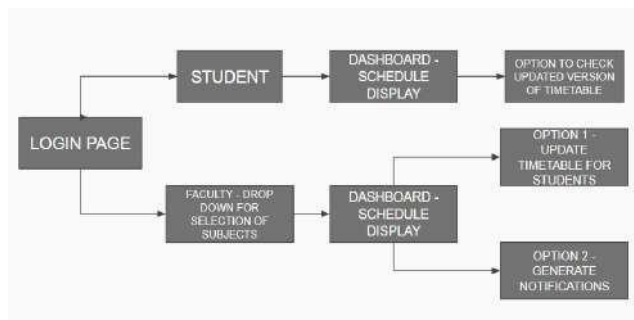 STUDENT
DASHBOARD -
SCHEDULE
DISPLAY
OPTION TO CHECK
UPDATED VERSION
OF TIMETABLE
LOGIN PAGE
FACULTY - DROP
DOWN FOR
SELECTION OF
SUBJECTS
DASHBOARD -
SCHEDULE
DISPLAY
OPTION 1 -
UPDATE
TIMETABLE FOR
STUDENTS
OPTION 2 -
GENERATE
NOTIFICATIONS